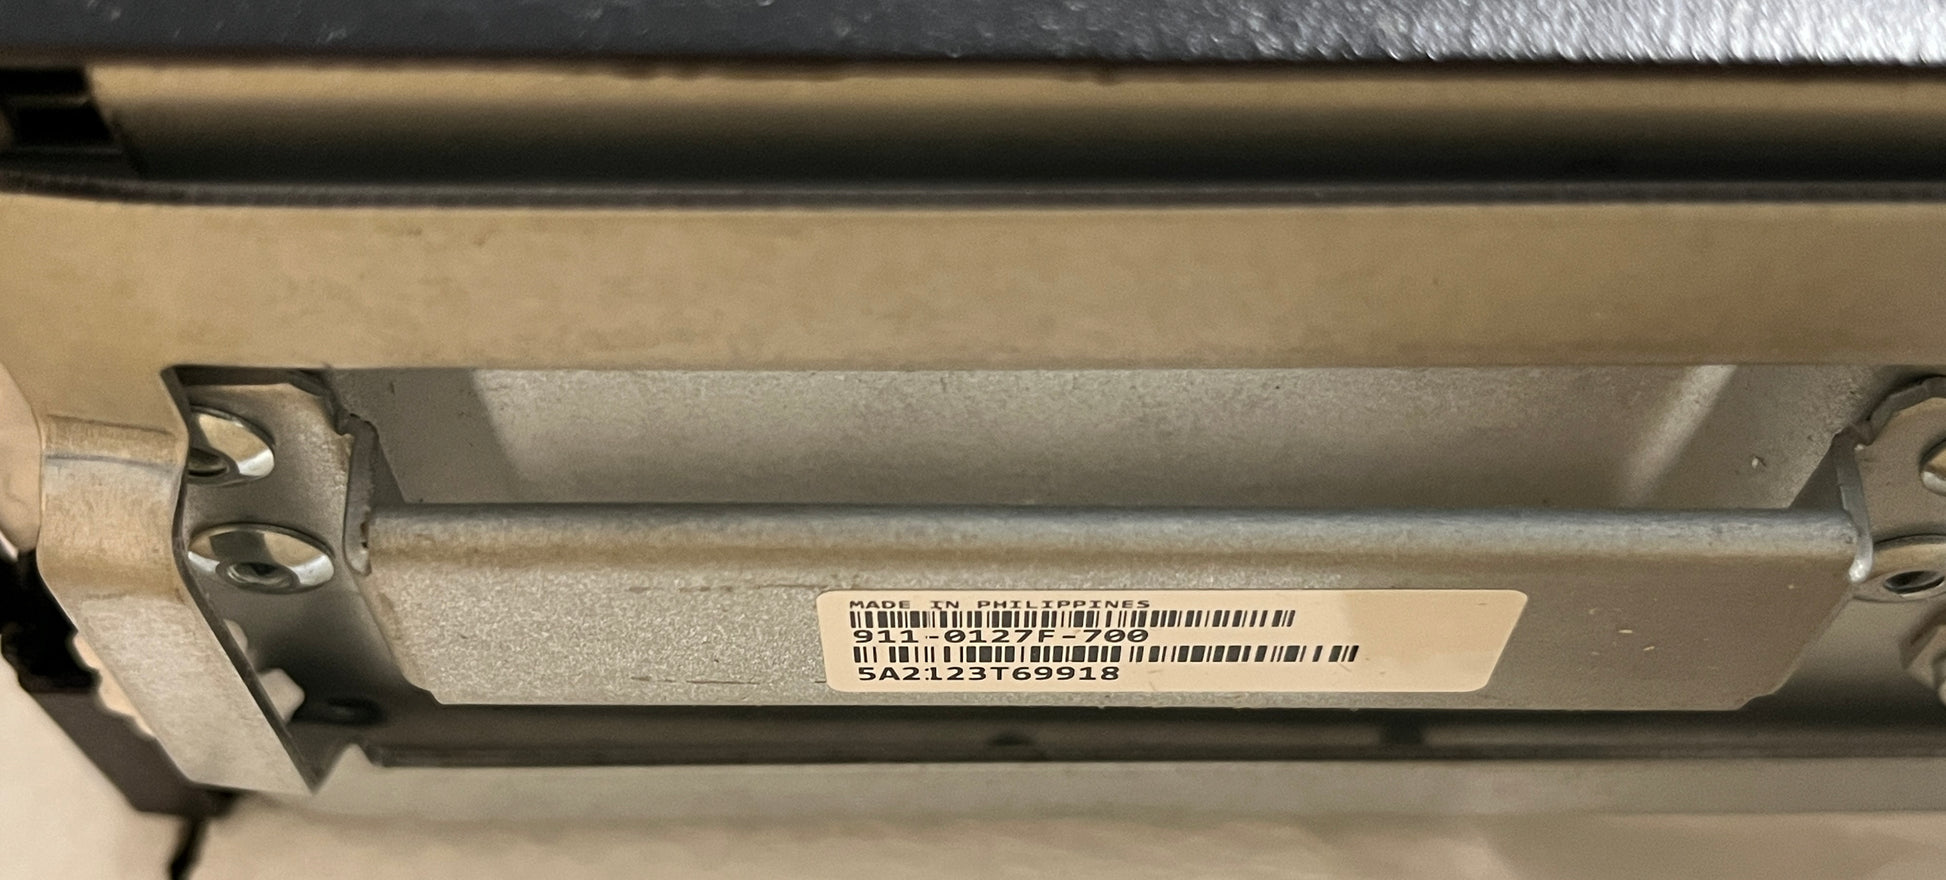 MADE IN PHILIPPINES
911-0127F-700
5A2123T69918